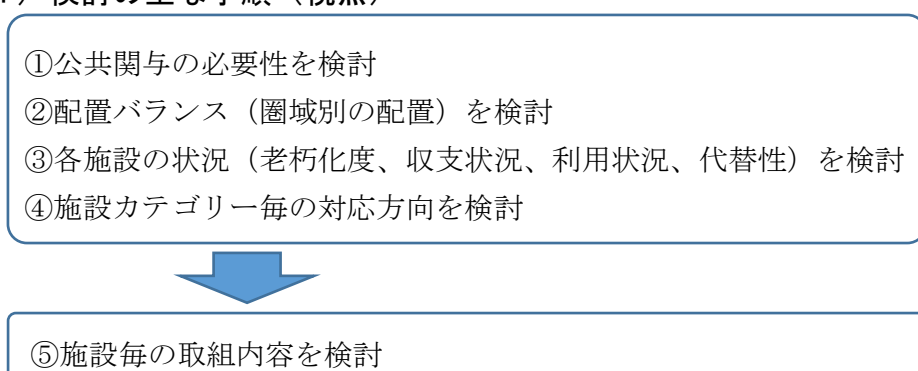 検討の主な手順（視点）
①公共関与の必要性を検討
②配置バランス（圏域別の配置）を検討
③各施設の状況（老朽化度、収支状況、利用状況、代替性）を検討
④施設カテゴリー毎の対応方向を検討
⑤施設毎の取組内容を検討